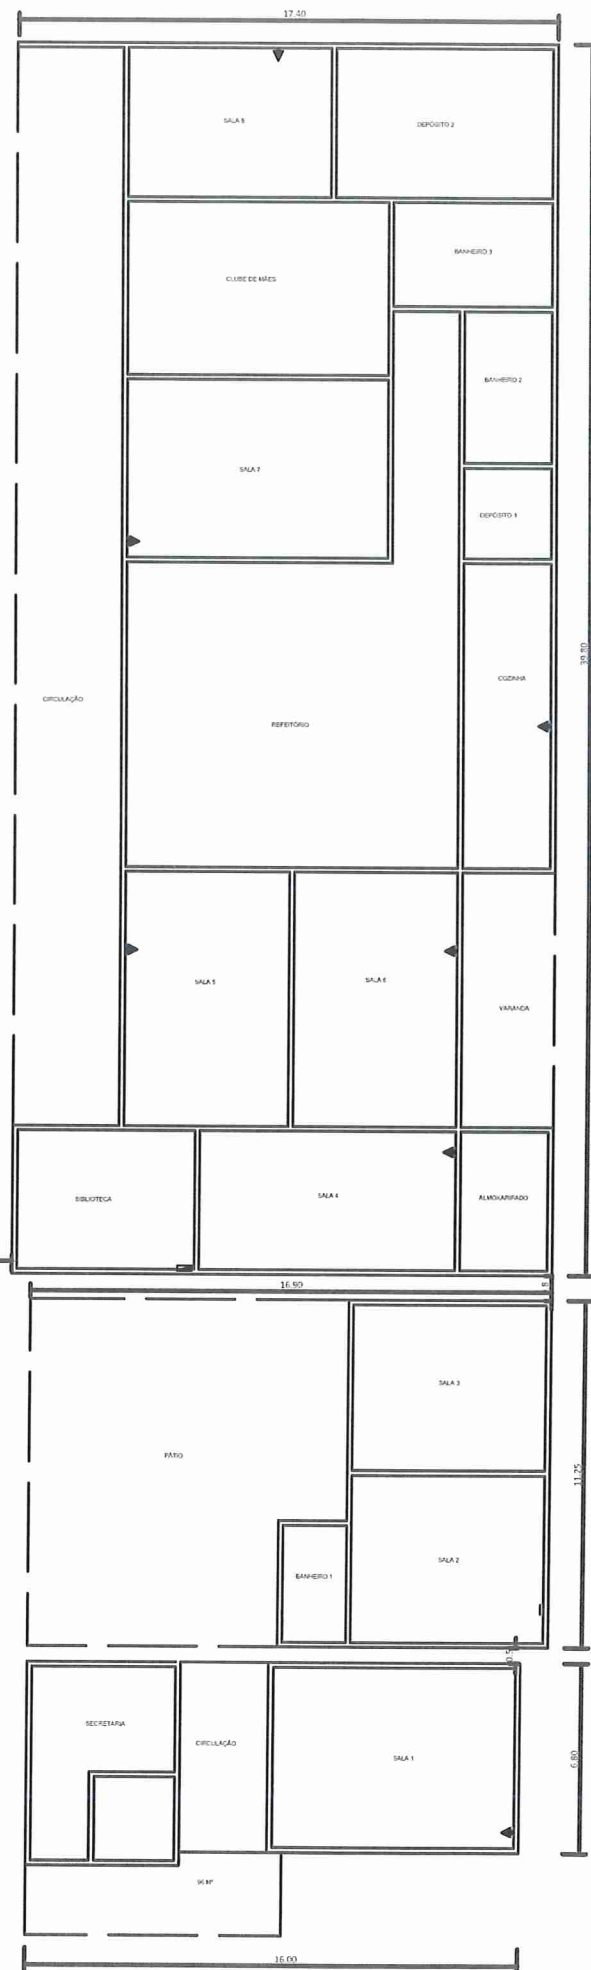 17.40
SALA 8
DEPÓSITO 2
BANHEIRO 3
CLUBE DE MÃES
BANHEIRO 2
SALA 7
DEPÓSITO 1
39.80
COZINHA
CIRCULAÇÃO
REFEITÓRIO
SALA 5
SALA 6
VARANDA
BIBLIOTECA
SALA 4
ALMOXARIFADO
16.90
SALA 3
PÁTIO
11.25
SALA 2
BANHEIRO 1
SECRETARIA
CIRCULAÇÃO
SALA 1
6.80
16.00